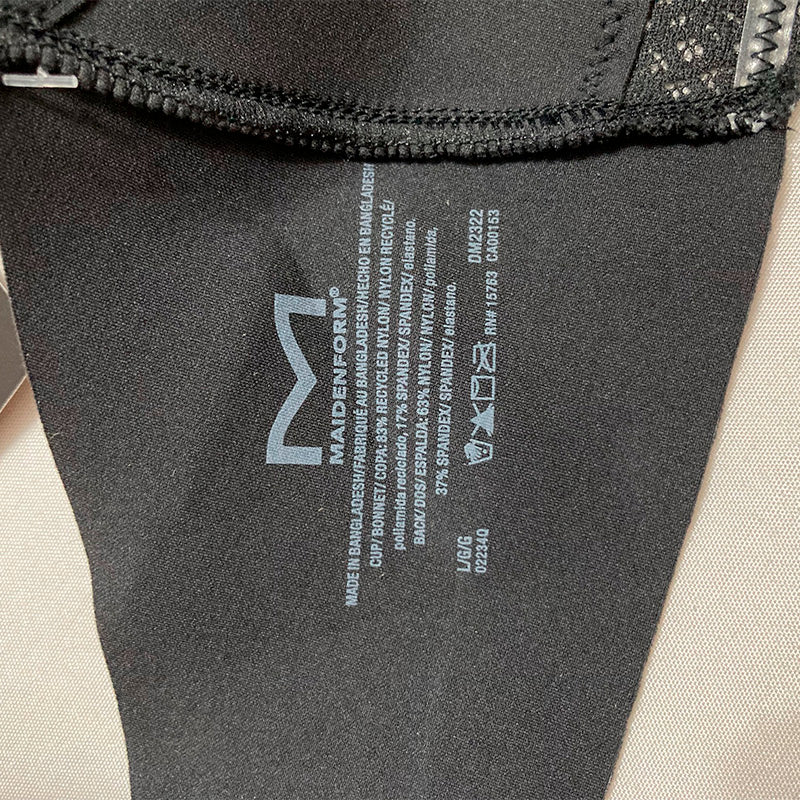 M
MAIDENFORM®
MADE IN BANGLADESH/FABRIQUÉ AU BANGLADESH/HECHO EN BANGLADESH
CUP/ BONNET/ COPA: 83% RECYCLED NYLON/ NYLON RECYCLÉ/
poliamida reciclado, 17% SPANDEX/ SPANDEX/ elastano.
BACK/ DOS/ ESPALDA: 63% NYLON/ NYLON/ poliamida,
37% SPANDEX/ SPANDEX/ elastano.
RN# 15763
DM2322
CA00153
L/G/G
02234Q